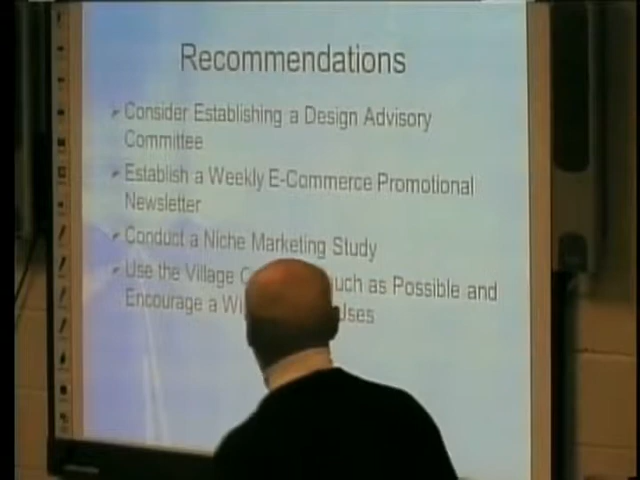 Recommendations
Consider Establishing a Design Advisory
Committee
Establish a Weekly E-Commerce Promotional
Newsletter
Conduct a Niche Marketing Study
Use the Village as Possible and
Encourage a Uses